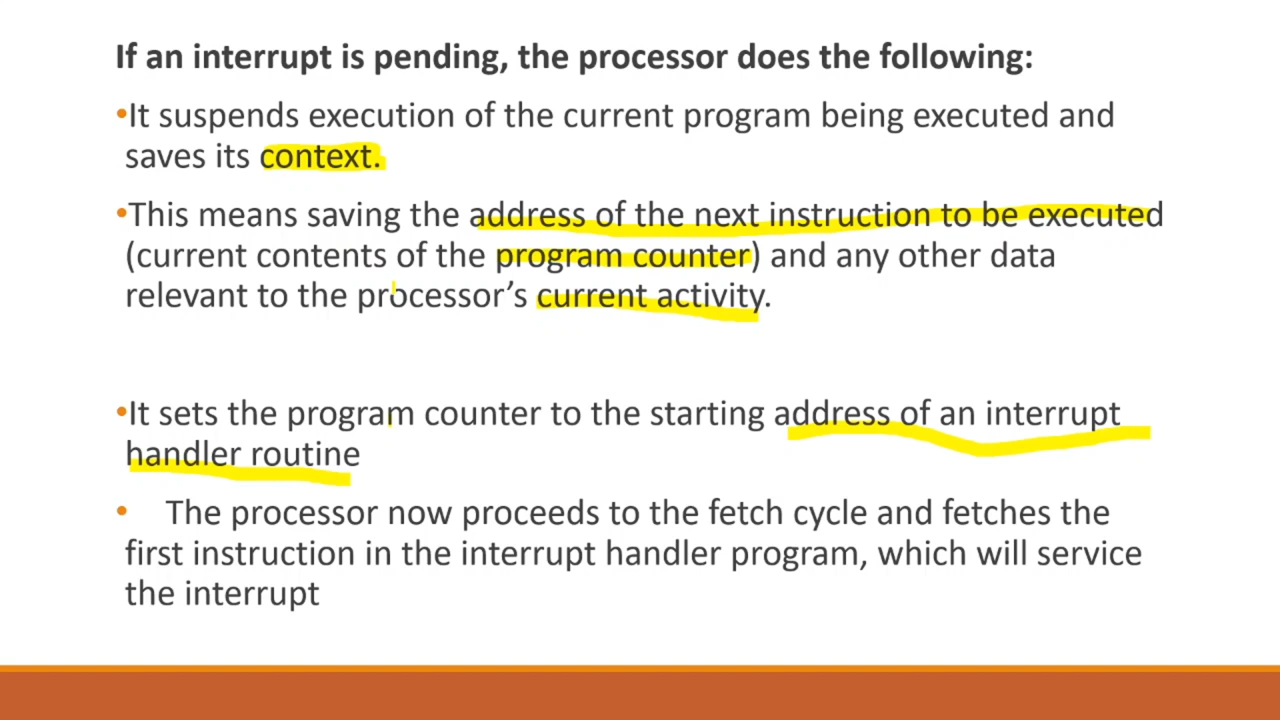 If an interrupt is pending, the processor does the following:
•It suspends execution of the current program being executed and
saves its context.
•This means saving the address of the next instruction to be executed
(current contents of the program counter) and any other data
relevant to the processor’s current activity.
•It sets the program counter to the starting address of an interrupt
handler routine
• The processor now proceeds to the fetch cycle and fetches the
first instruction in the interrupt handler program, which will service
the interrupt